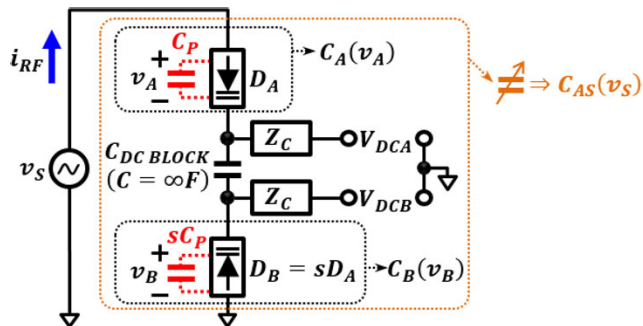 i_RF
v_S
+
C_P
v_A
−
D_A
C_A(v_A)
⇒ C_AS(v_S)
C_DC BLOCK
(C = ∞F)
Z_C
V_DCA
Z_C
V_DCB
+
sC_P
v_B
−
D_B = sD_A
C_B(v_B)